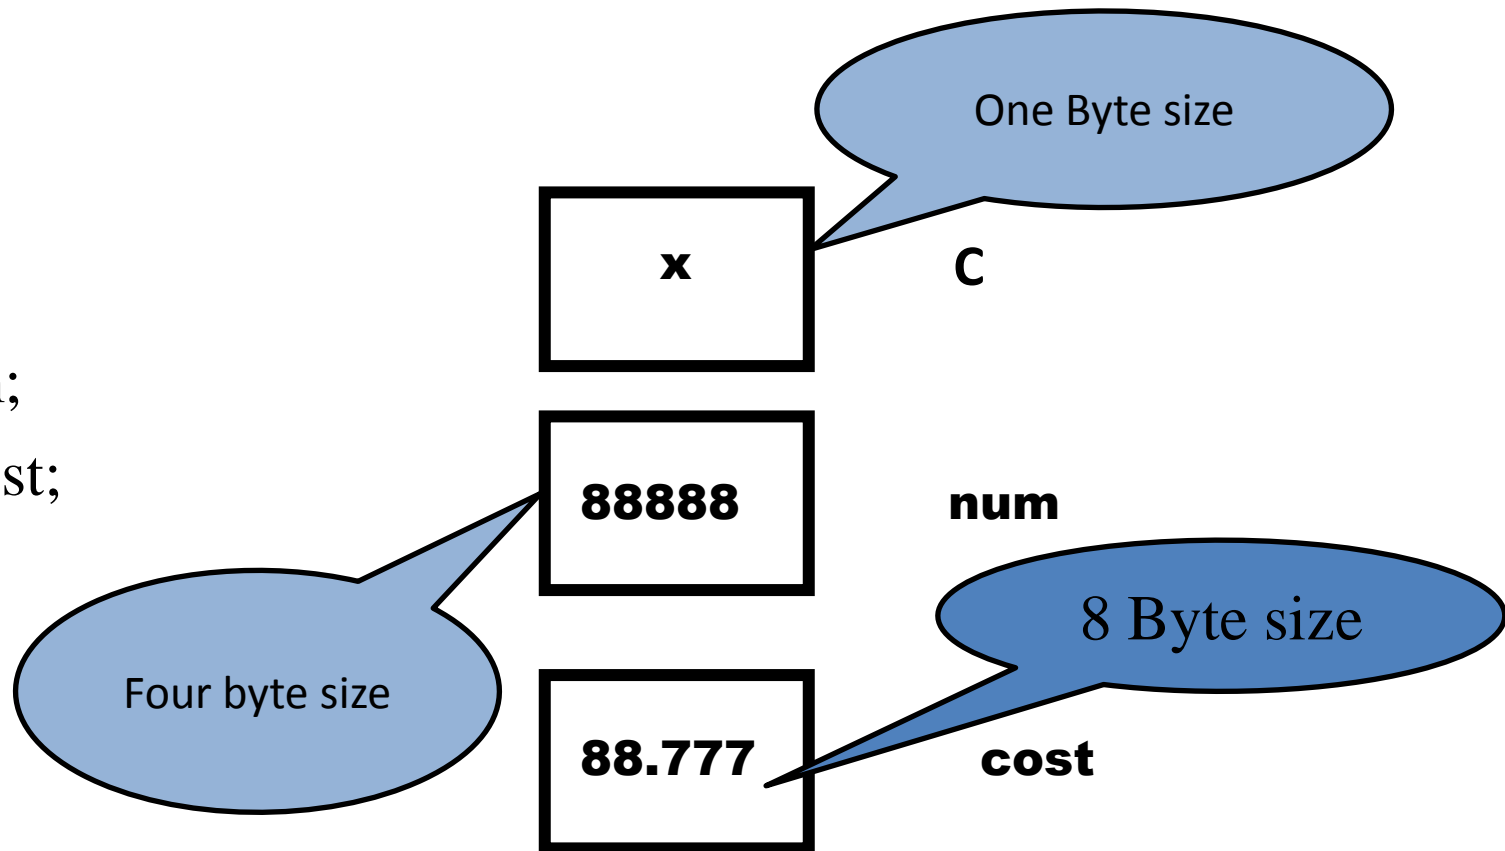 One Byte size
x C
;
st;
88888 num
8 Byte size
Four byte size
88.777 cost